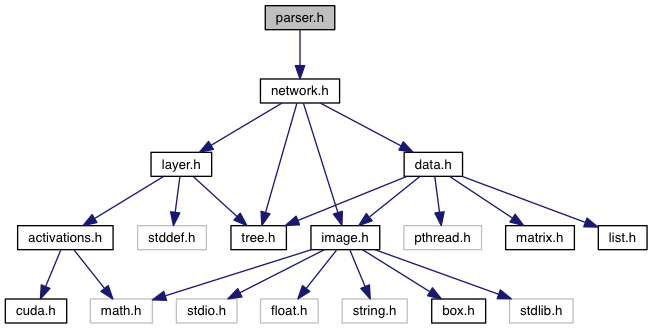 parser.h
network.h
layer.h
data.h
activations.h
stddef.h
tree.h
image.h
pthread.h
matrix.h
list.h
cuda.h
math.h
stdio.h
float.h
string.h
box.h
stdlib.h